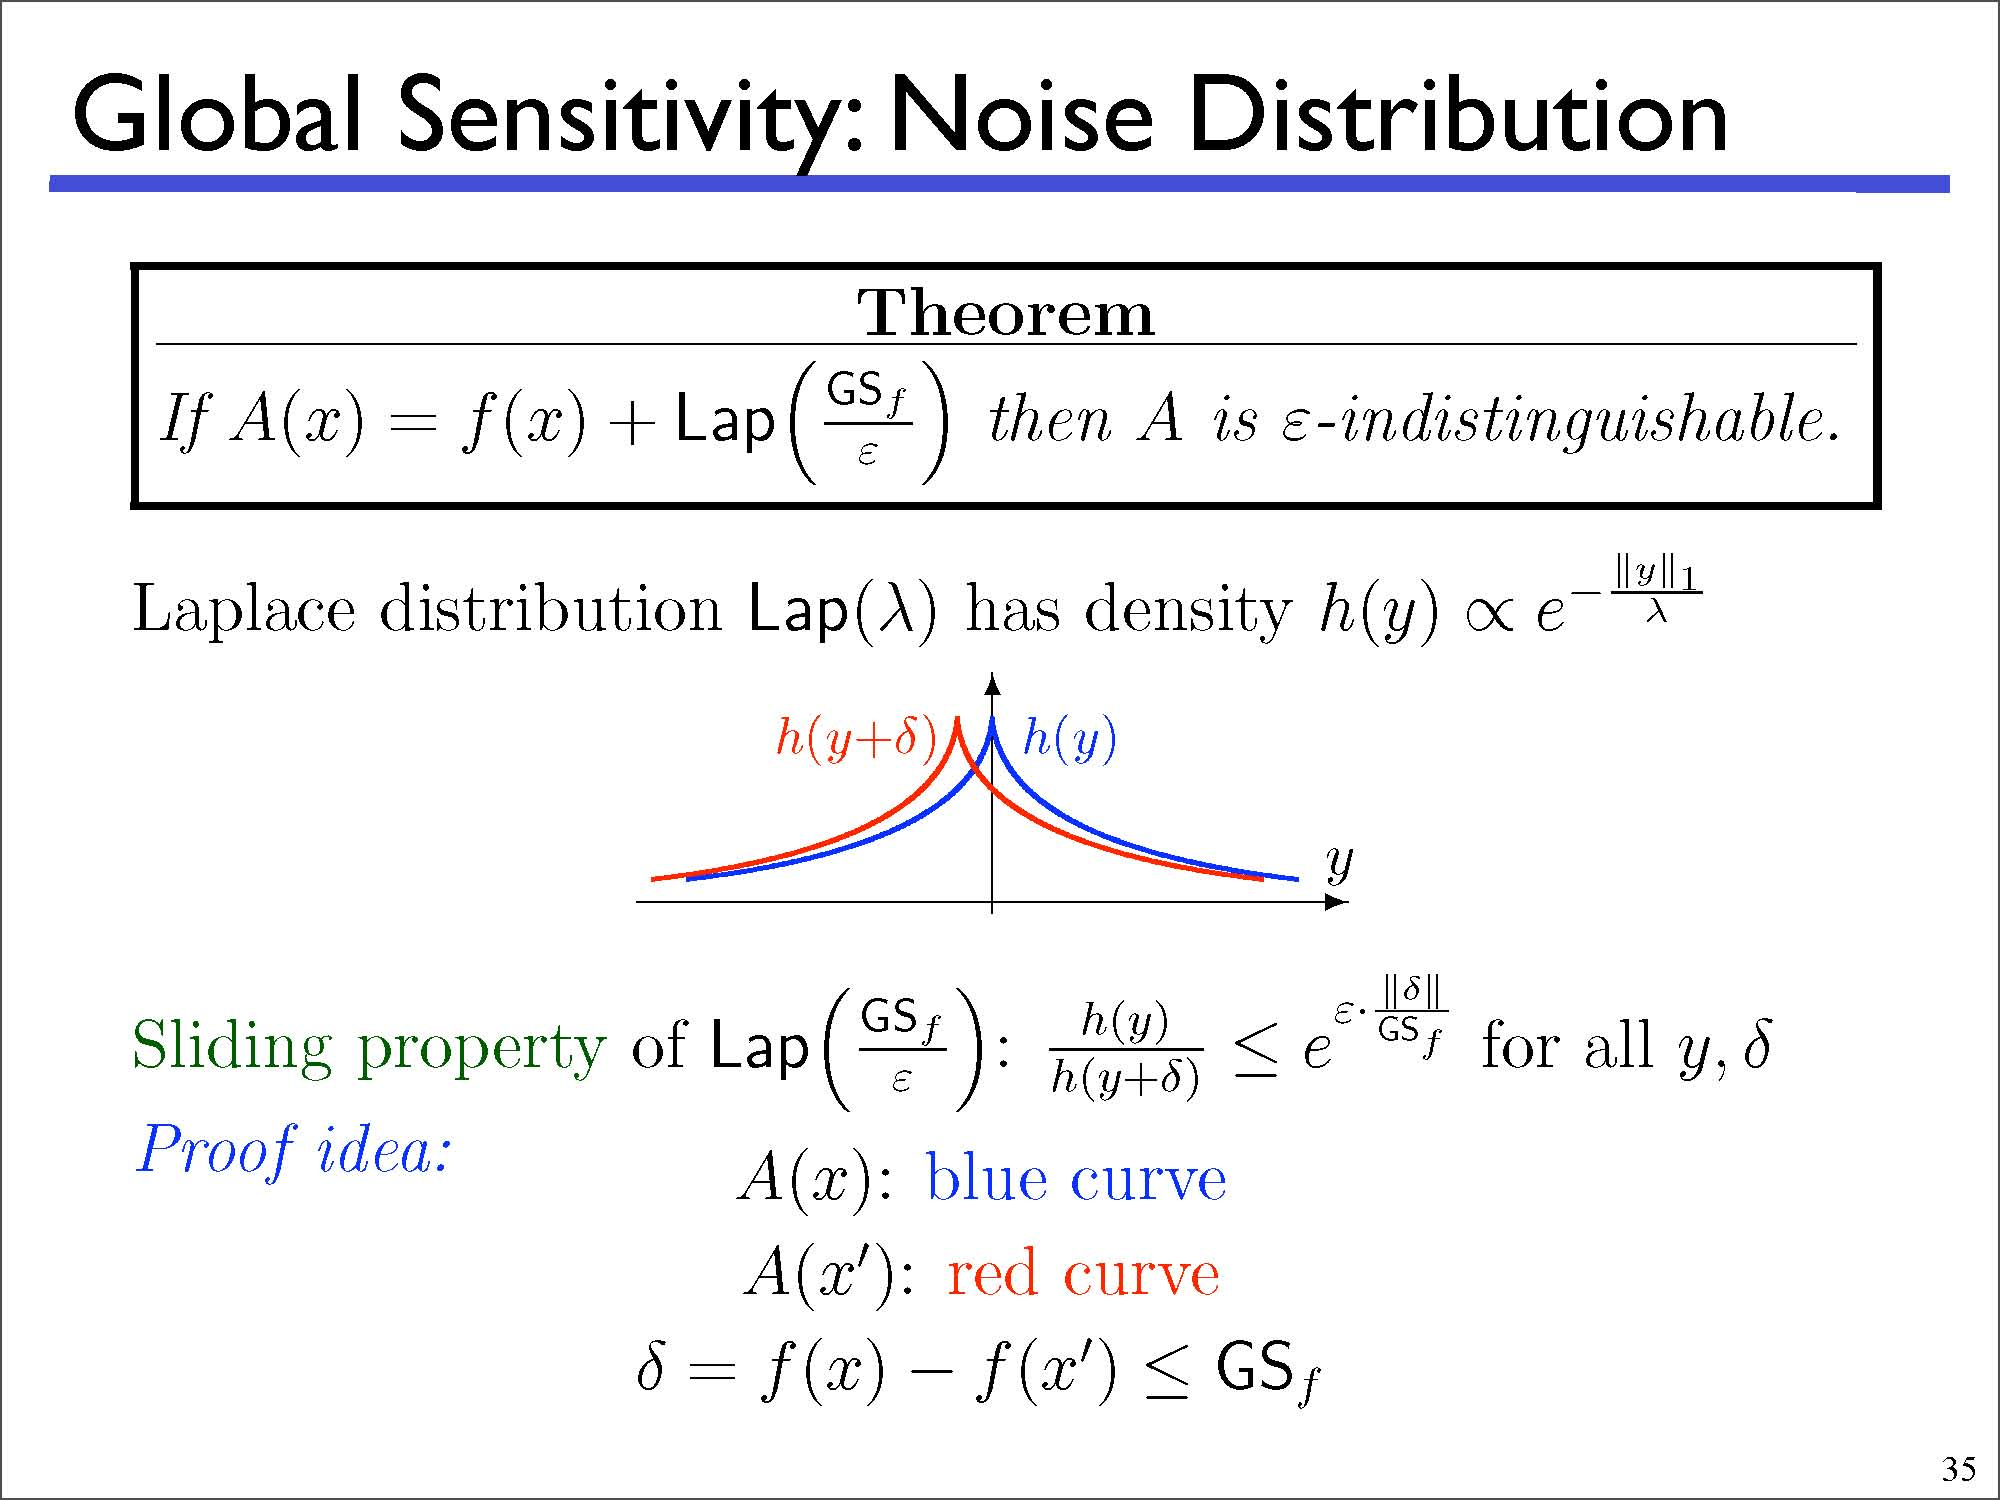 Global Sensitivity: Noise Distribution
Theorem
If A(x) = f(x) + Lap(GS_f/ε) then A is ε-indistinguishable.
Laplace distribution Lap(λ) has density h(y) ∝ e^{−‖y‖₁/λ}
h(y+δ) h(y)
y
Sliding property of Lap(GS_f/ε): h(y)/h(y+δ) ≤ e^{ε·‖δ‖/GS_f} for all y, δ
Proof idea:
A(x): blue curve
A(x′): red curve
δ = f(x) − f(x′) ≤ GS_f
35